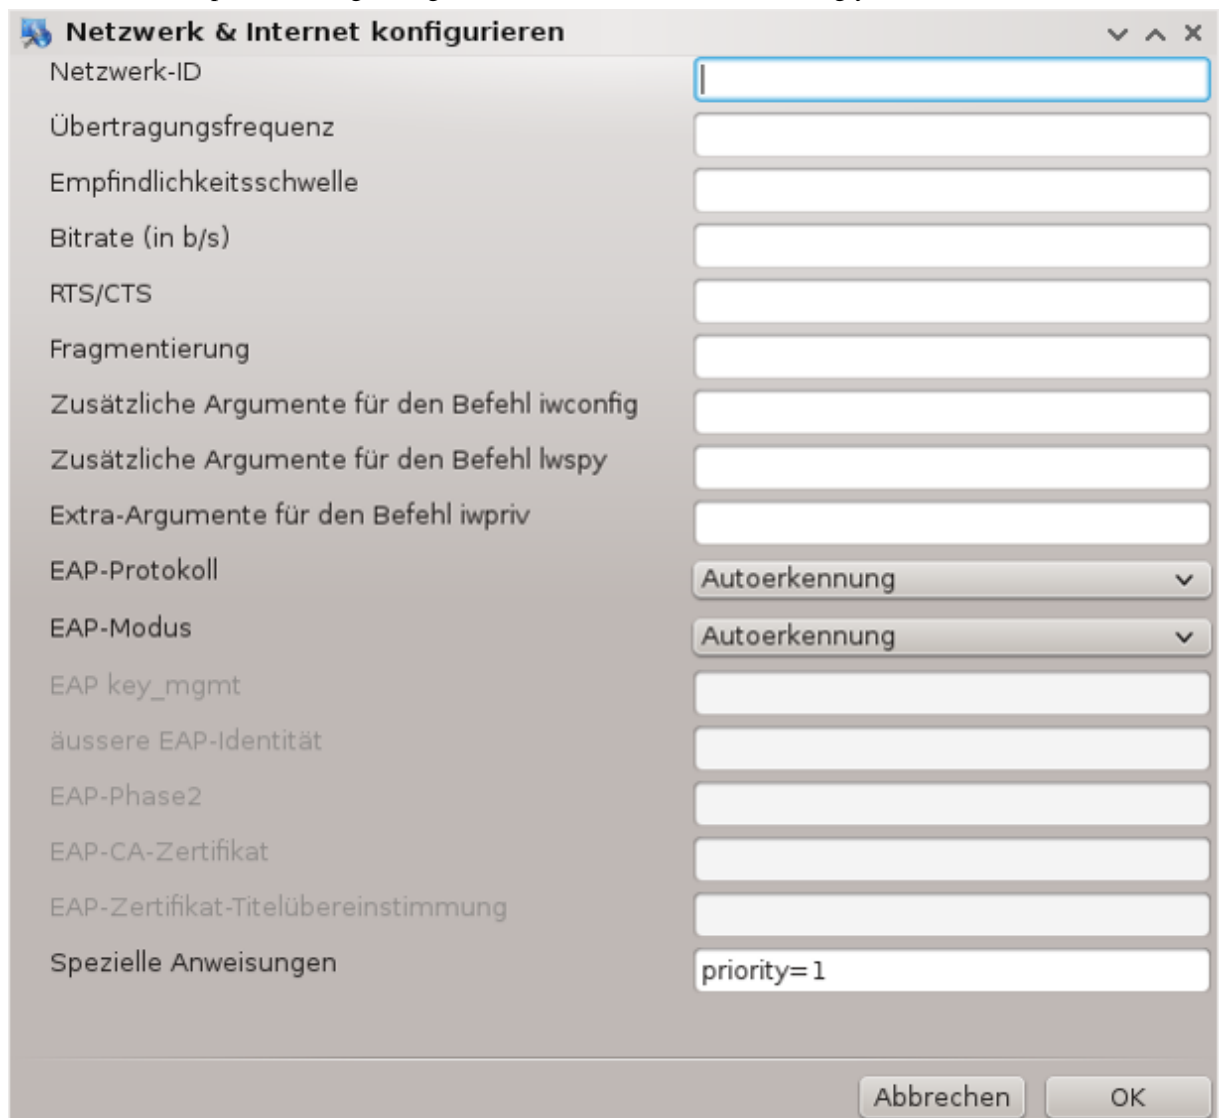 Netzwerk & Internet konfigurieren
Netzwerk-ID
Übertragungsfrequenz
Empfindlichkeitsschwelle
Bitrate (in b/s)
RTS/CTS
Fragmentierung
Zusätzliche Argumente für den Befehl iwconfig
Zusätzliche Argumente für den Befehl lwspy
Extra-Argumente für den Befehl iwpriv
EAP-Protokoll Autoerkennung
EAP-Modus Autoerkennung
EAP key_mgmt
äussere EAP-Identität
EAP-Phase2
EAP-CA-Zertifikat
EAP-Zertifikat-Titelübereinstimmung
Spezielle Anweisungen priority=1
Abbrechen OK